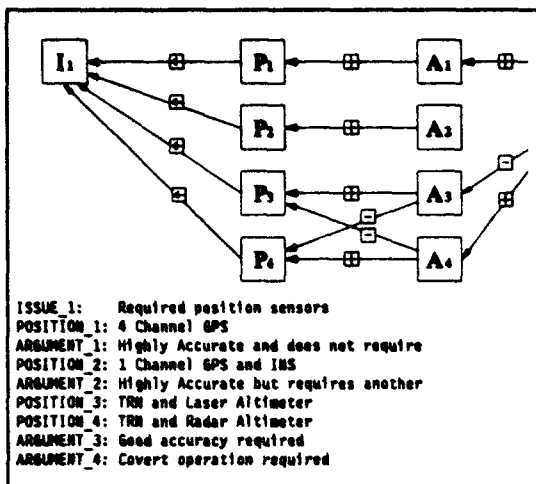 I1 P1 A1
P2 A2
P3 A3
P4 A4
ISSUE_1: Required position sensors
POSITION_1: 4 Channel GPS
ARGUMENT_1: Highly Accurate and does not require
POSITION_2: 1 Channel GPS and INS
ARGUMENT_2: Highly Accurate but requires another
POSITION_3: TRN and Laser Altimeter
POSITION_4: TRN and Radar Altimeter
ARGUMENT_3: Good accuracy required
ARGUMENT_4: Covert operation required